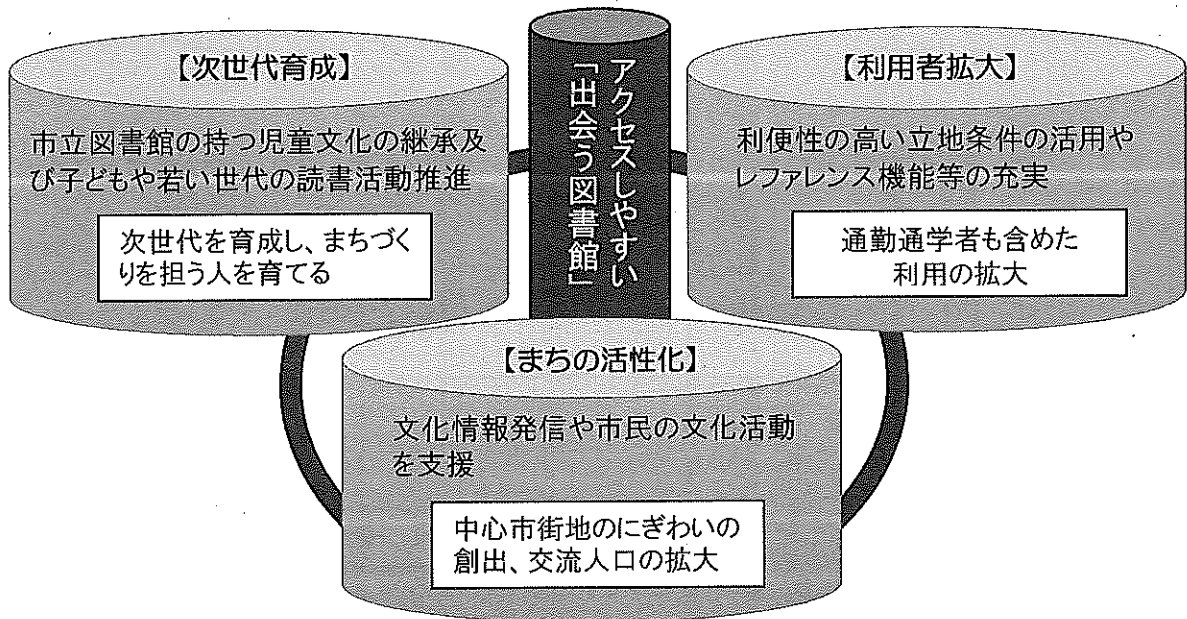 【次世代育成】
市立図書館の持つ児童文化の継承及
び子どもや若い世代の読書活動推進
次世代を育成し、まちづく
りを担う人を育てる
アクセスしやすい
「出会う図書館」
【利用者拡大】
利便性の高い立地条件の活用や
レファレンス機能等の充実
通勤通学者も含めた
利用の拡大
【まちの活性化】
文化情報発信や市民の文化活動
を支援
中心市街地のにぎわいの
創出、交流人口の拡大